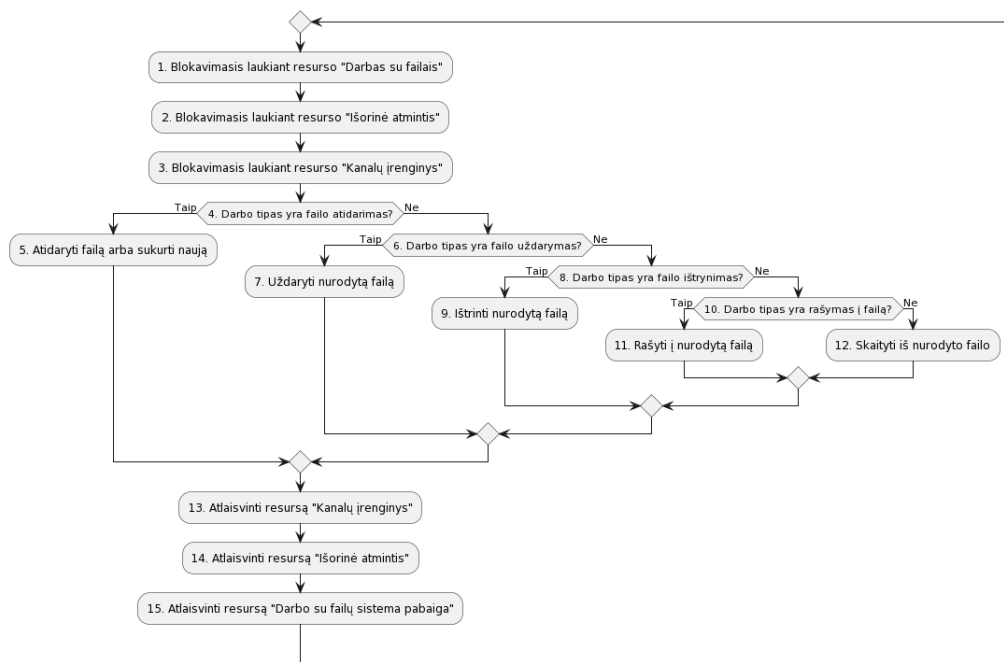 1. Blokavimasis laukiant resurso "Darbas su failais"
2. Blokavimasis laukiant resurso "Išorinė atmintis"
3. Blokavimasis laukiant resurso "Kanalų įrenginys"
Taip
4. Darbo tipas yra failo atidarimas?
Ne
5. Atidaryti failą arba sukurti naują
Taip
6. Darbo tipas yra failo uždarymas?
Ne
7. Uždaryti nurodytą failą
Taip
8. Darbo tipas yra failo ištrynimas?
Ne
9. Ištrinti nurodytą failą
Taip
10. Darbo tipas yra rašymas į failą?
Ne
11. Rašyti į nurodytą failą
12. Skaityti iš nurodyto failo
13. Atlaisvinti resursą "Kanalų įrenginys"
14. Atlaisvinti resursą "Išorinė atmintis"
15. Atlaisvinti resursą "Darbo su failų sistema pabaiga"